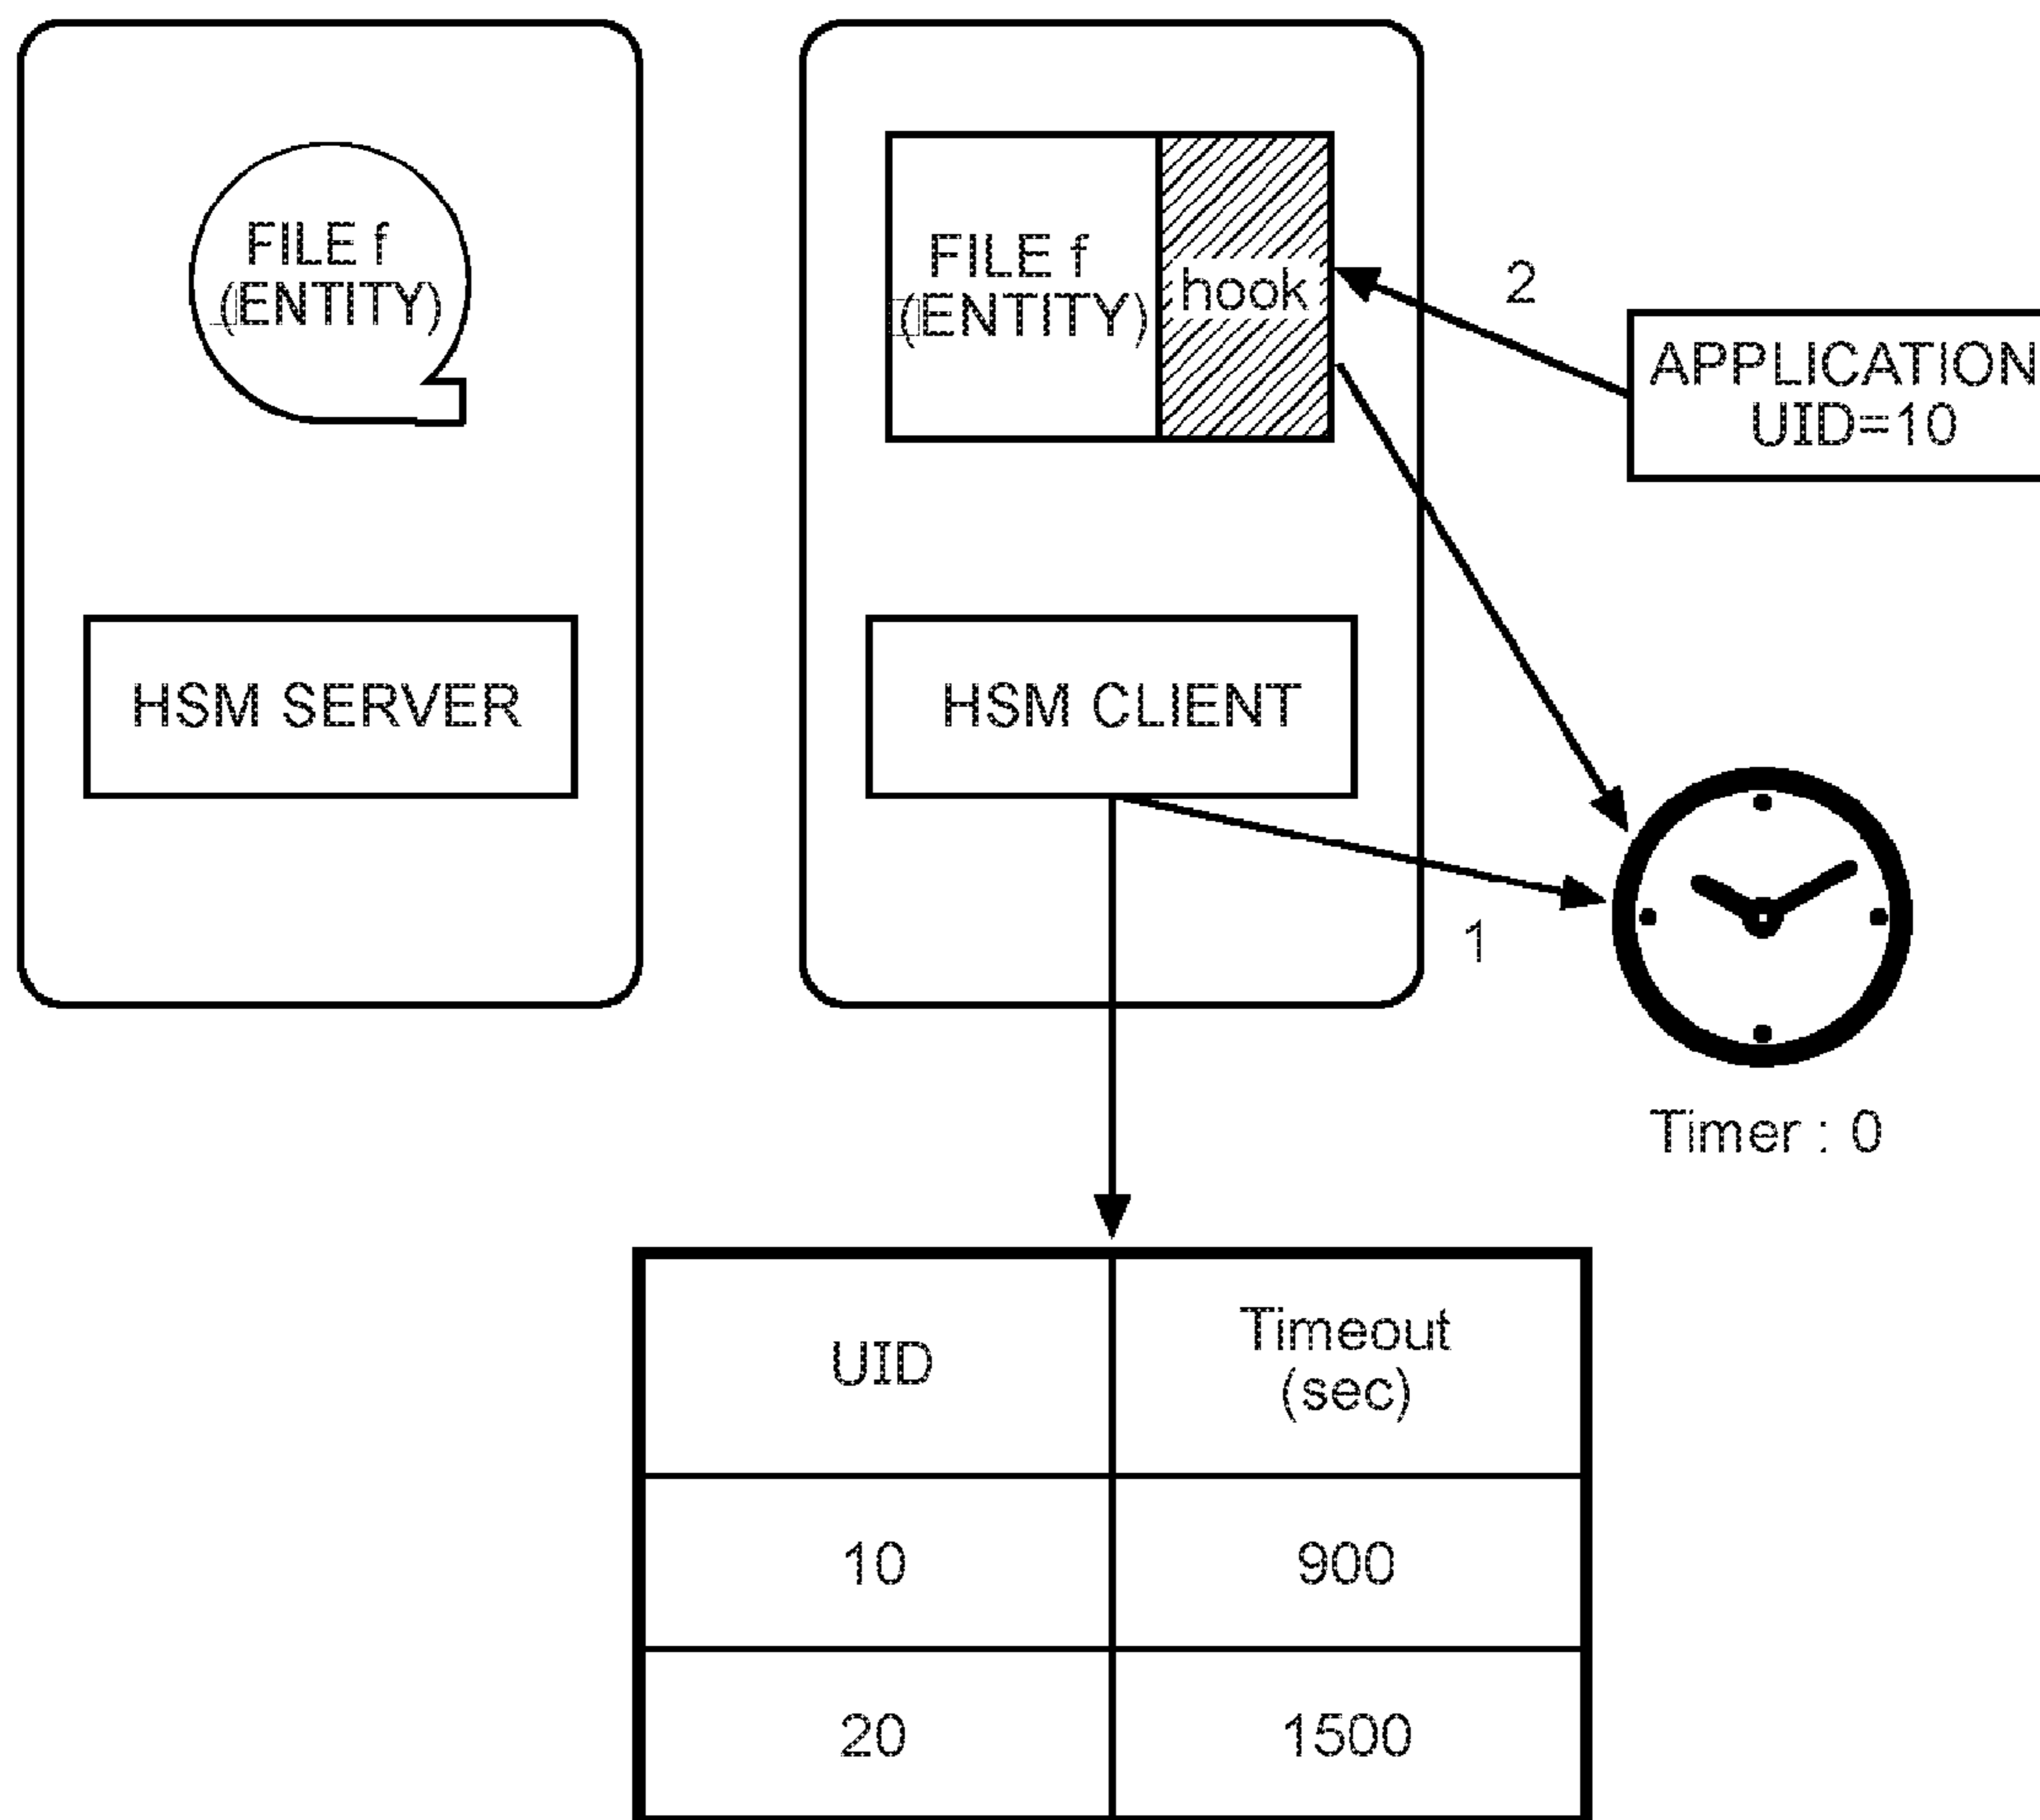 FILE f
(ENTITY)
HSM SERVER
FILE f
(ENTITY)
hook
HSM CLIENT
2
APPLICATION
UID=10
1
Timer : 0
UID
Timeout
(sec)
10
900
20
1500